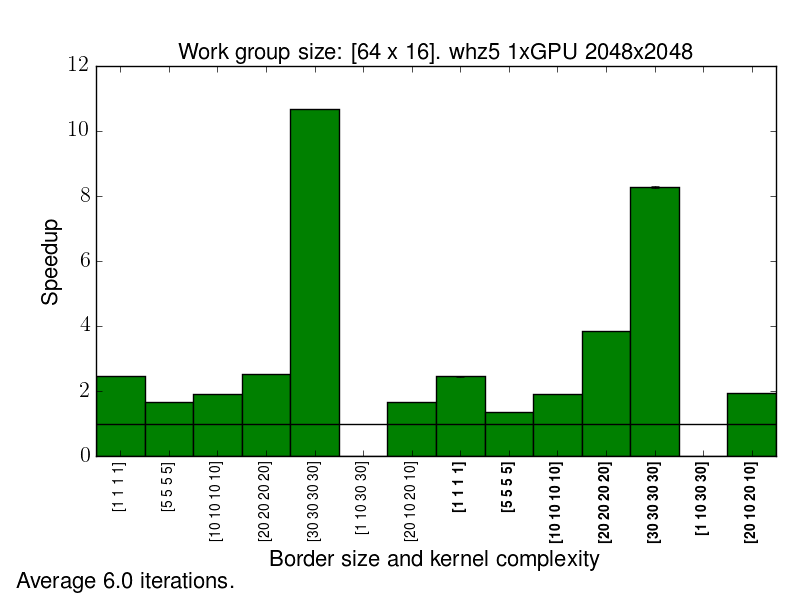 Work group size: [64 x 16]. whz5 1xGPU 2048x2048
12
10
8
6
4
2
0
Speedup
[1 1 1 1]
[5 5 5 5]
[10 10 10 10]
[20 20 20 20]
[30 30 30 30]
[1 10 30 30]
[20 10 20 10]
[1 1 1 1]
[5 5 5 5]
[10 10 10 10]
[20 20 20 20]
[30 30 30 30]
[1 10 30 30]
[20 10 20 10]
Border size and kernel complexity
Average 6.0 iterations.